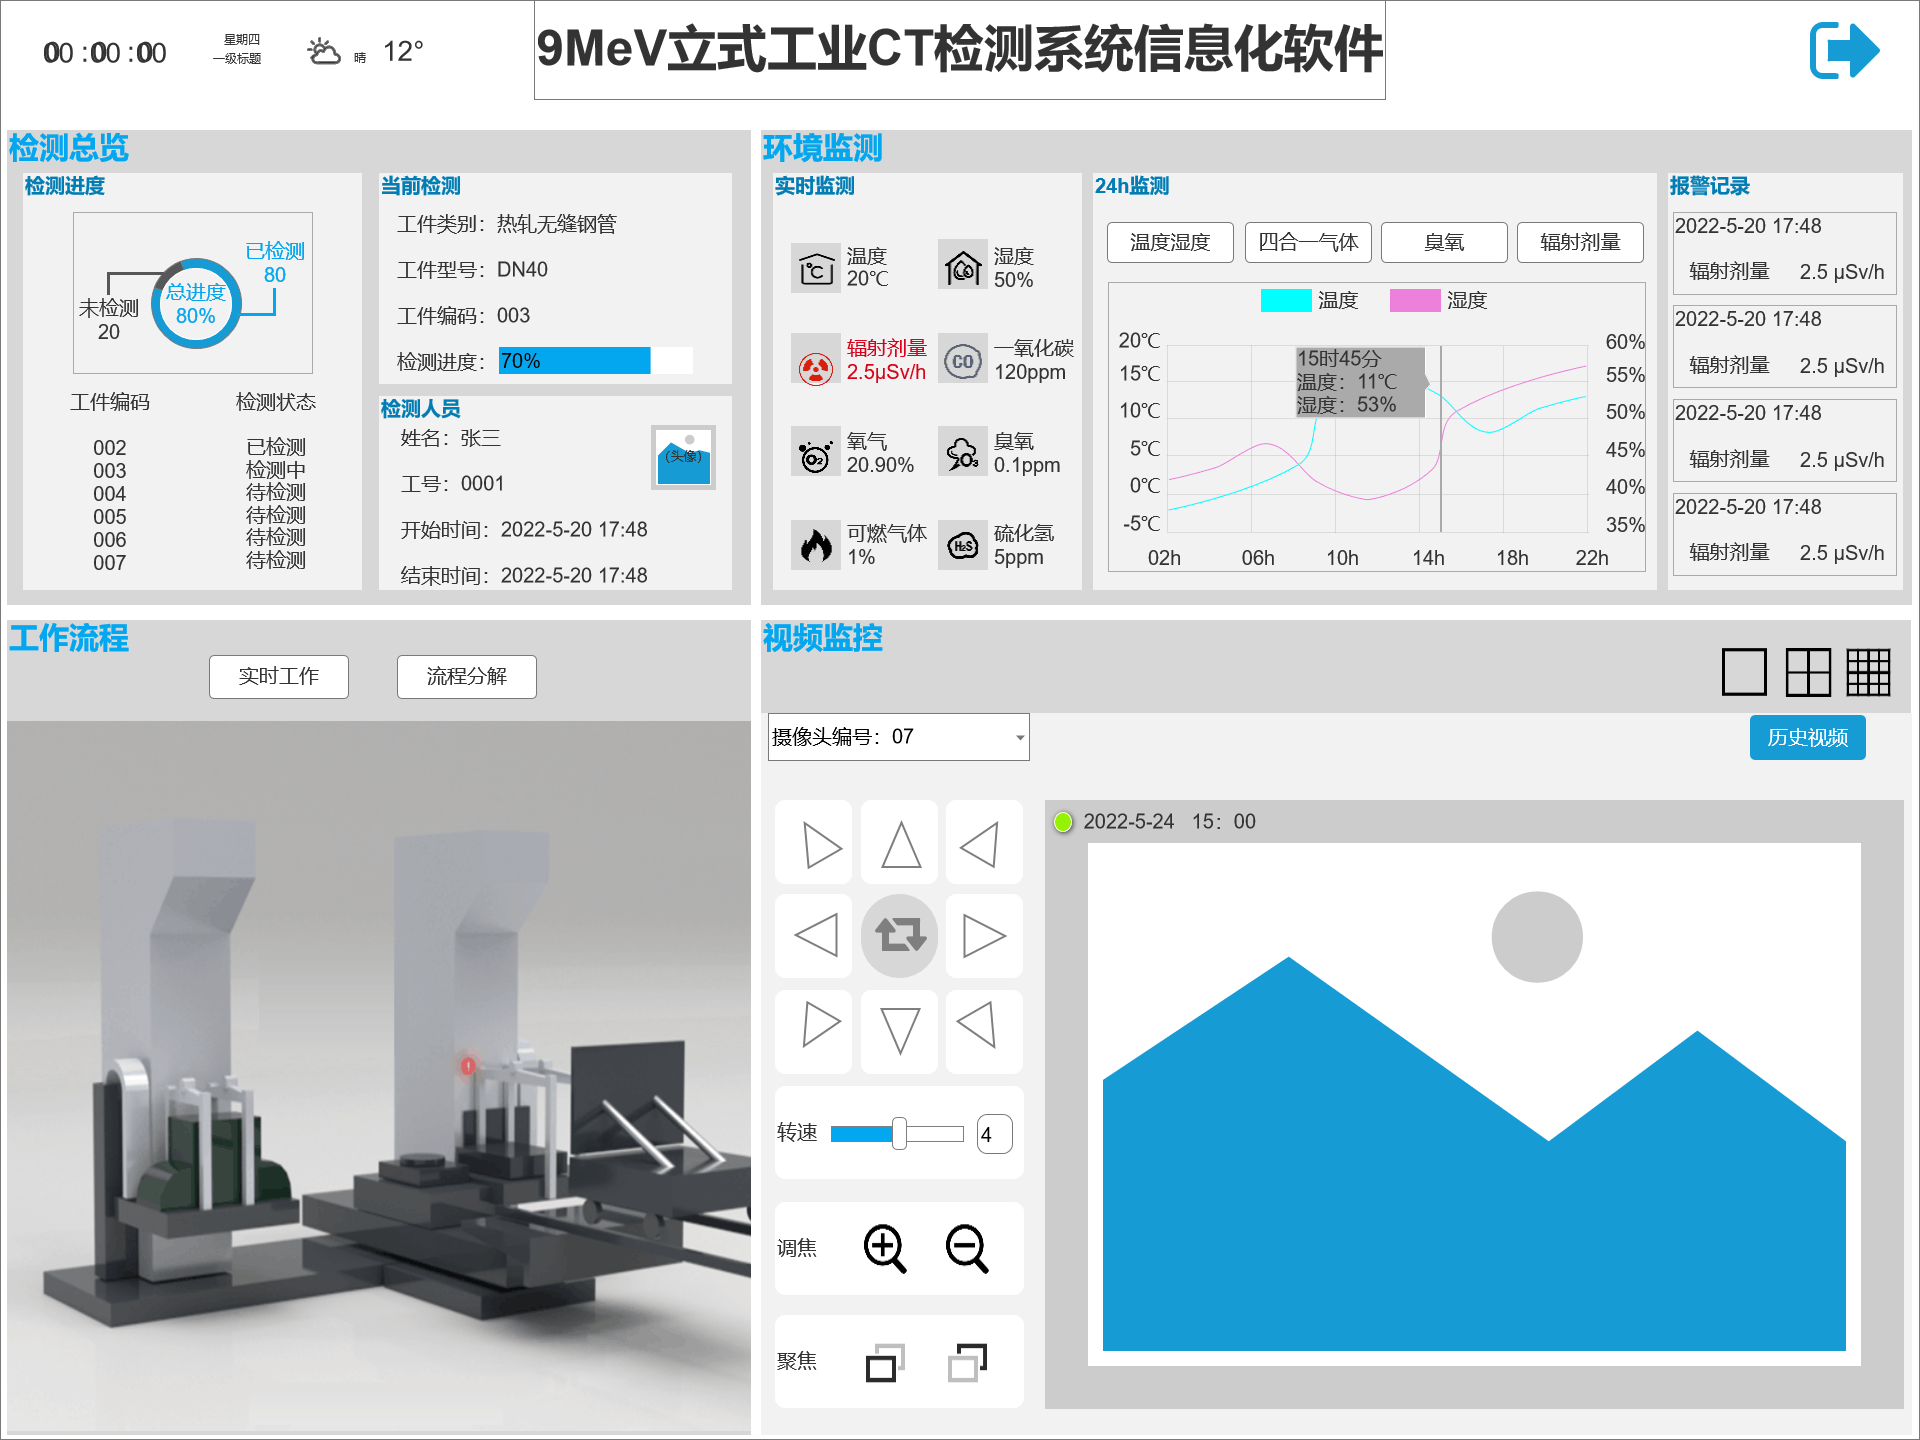 00 :00 :00
星期四
一级标题
晴
12°
9MeV立式工业CT检测系统信息化软件
检测总览
检测进度
已检测
80
总进度
80%
未检测
20
工件编码 检测状态
002 已检测
003 检测中
004 待检测
005 待检测
006 待检测
007 待检测
当前检测
工件类别：热轧无缝钢管
工件型号：DN40
工件编码：003
检测进度：70%
检测人员
姓名：张三
(头像)
工号：0001
开始时间：2022-5-20 17:48
结束时间：2022-5-20 17:48
环境监测
实时监测
温度
20℃
湿度
50%
辐射剂量
2.5μSv/h
CO
一氧化碳
120ppm
O2
氧气
20.90%
O3
臭氧
0.1ppm
可燃气体
1%
H2S
硫化氢
5ppm
24h监测
温度湿度 四合一气体 臭氧 辐射剂量
温度 湿度
20℃
15℃
10℃
5℃
0℃
-5℃
15时45分
温度：11℃
湿度：53%
60%
55%
50%
45%
40%
35%
02h 06h 10h 14h 18h 22h
报警记录
2022-5-20 17:48
辐射剂量 2.5 μSv/h
2022-5-20 17:48
辐射剂量 2.5 μSv/h
2022-5-20 17:48
辐射剂量 2.5 μSv/h
2022-5-20 17:48
辐射剂量 2.5 μSv/h
工作流程
实时工作 流程分解
视频监控
摄像头编号：07
历史视频
2022-5-24 15：00
转速
4
调焦
聚焦